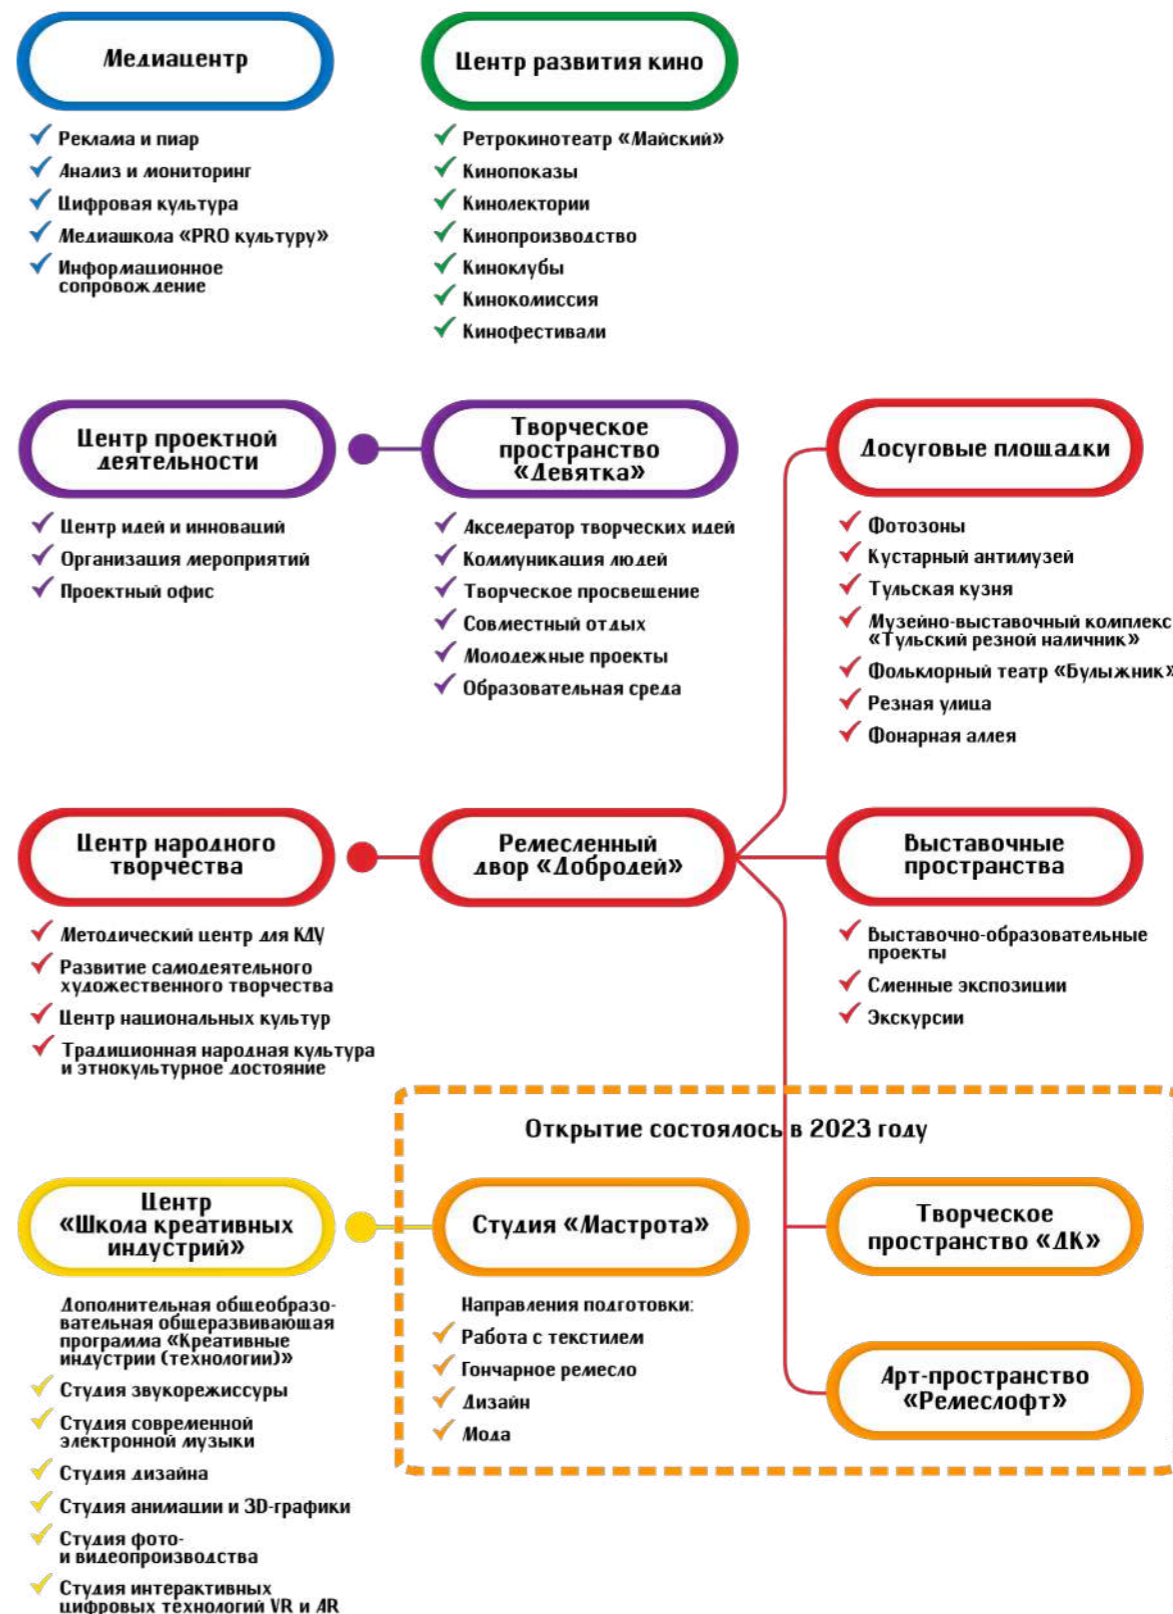 Медиацентр
Реклама и пиар
Анализ и мониторинг
Цифровая культура
Медиашкола «PRO культуру»
Информационное
сопровождение
Центр развития кино
Ретрокинотеатр «Майский»
Кинопоказы
Кинолектории
Кинопроизводство
Киноклубы
Кинокомиссия
Кинофестивали
Центр проектной
деятельности
Центр идей и инноваций
Организация мероприятий
Проектный офис
Творческое
пространство
«Девятка»
Акселератор творческих идей
Коммуникация людей
Творческое просвещение
Совместный отдых
Молодежные проекты
Образовательная среда
Досуговые площадки
Фотозоны
Кустарный антимузей
Тульская кузня
Музейно-выставочный комплекс
«Тульский резной наличник»
Фольклорный театр «Булыжник»
Резная улица
Фонарная аллея
Центр народного
творчества
Методический центр для КДУ
Развитие самодеятельного
художественного творчества
Центр национальных культур
Традиционная народная культура
и этнокультурное достояние
Ремесленный
двор «Добродей»
Выставочные
пространства
Выставочно-образовательные
проекты
Сменные экспозиции
Экскурсии
Открытие состоялось в 2023 году
Центр
«Школа креативных
индустрий»
Дополнительная общеобразо-
вательная общеразвивающая
программа «Креативные
индустрии (технологии)»
Студия звукорежиссуры
Студия современной
электронной музыки
Студия дизайна
Студия анимации и 3D-графики
Студия фото-
и видеопроизводства
Студия интерактивных
цифровых технологий VR и AR
Студия «Мастрота»
Направления подготовки:
Работа с текстилем
Гончарное ремесло
Дизайн
Мода
Творческое
пространство «ДК»
Арт-пространство
«Ремеслофт»